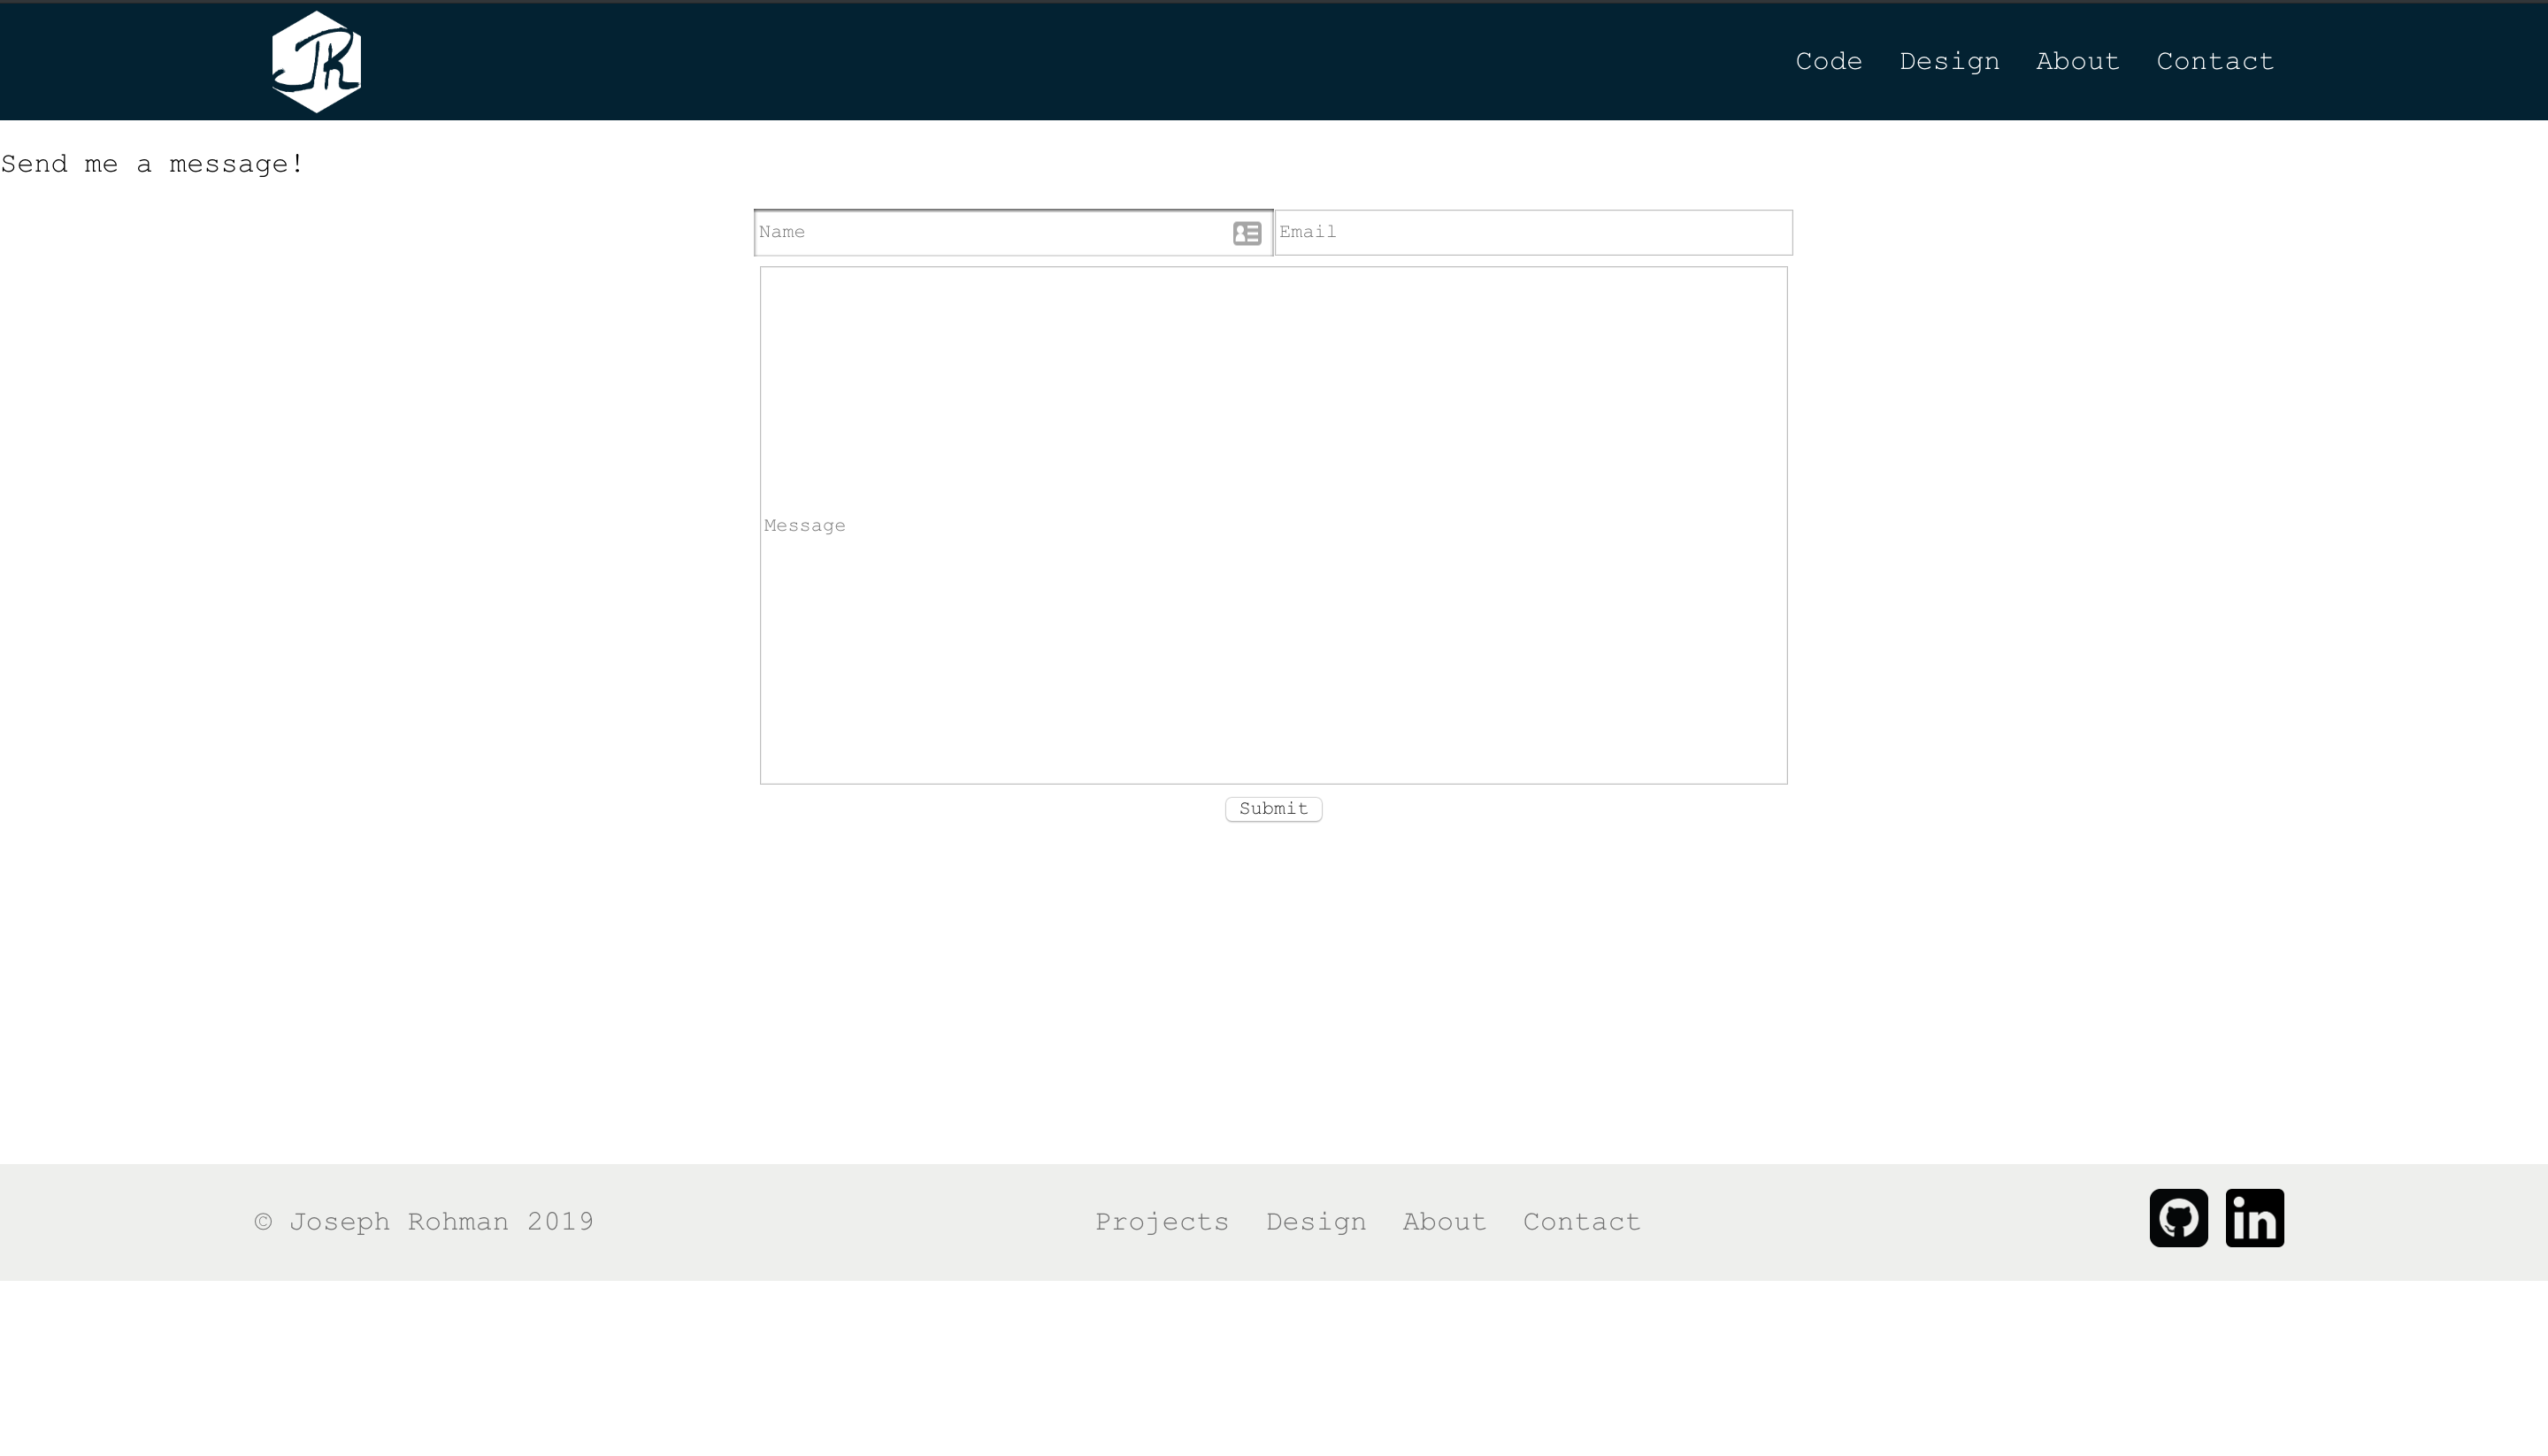 JR
Code Design About Contact
Send me a message!
Name Email
Message
Submit
© Joseph Rohman 2019 Projects Design About Contact in